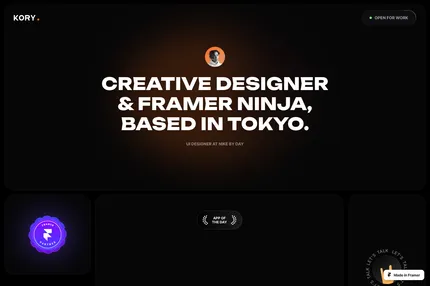 KORY
OPEN FOR WORK
CREATIVE DESIGNER
& FRAMER NINJA,
BASED IN TOKYO.
UI DESIGNER AT NIKE BY DAY
FRAMER
APP OF
THE DAY
LET'S TALK LET'S TALK
Made in Framer